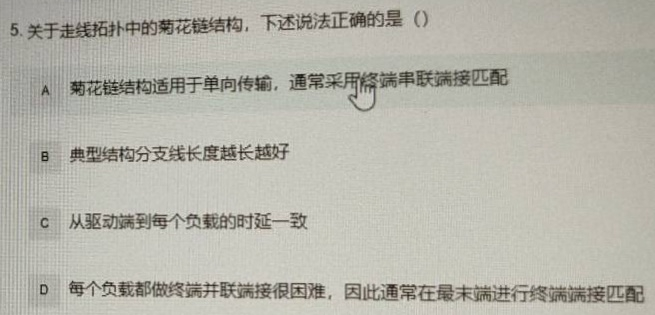 5. 关于走线拓扑中的菊花链结构，下述说法正确的是（）
A 菊花链结构适用于单向传输，通常采用终端串联端接匹配
B 典型结构分支线长度越长越好
C 从驱动端到每个负载的时延一致
D 每个负载都做终端并联端接很困难，因此通常在最末端进行终端端接匹配